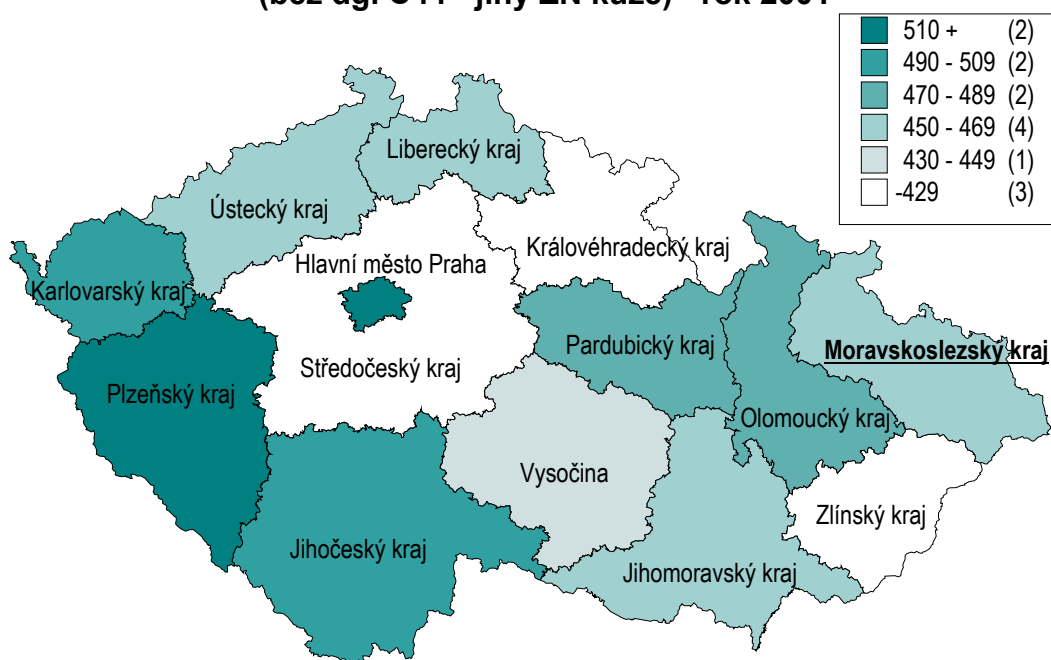 510 + (2)
490 - 509 (2)
470 - 489 (2)
450 - 469 (4)
430 - 449 (1)
-429 (3)
Liberecký kraj
Ústecký kraj
Královéhradecký kraj
Hlavní město Praha
Karlovarský kraj
Pardubický kraj
Moravskoslezský kraj
Středočeský kraj
Plzeňský kraj
Olomoucký kraj
Vysočina
Zlínský kraj
Jihočeský kraj
Jihomoravský kraj